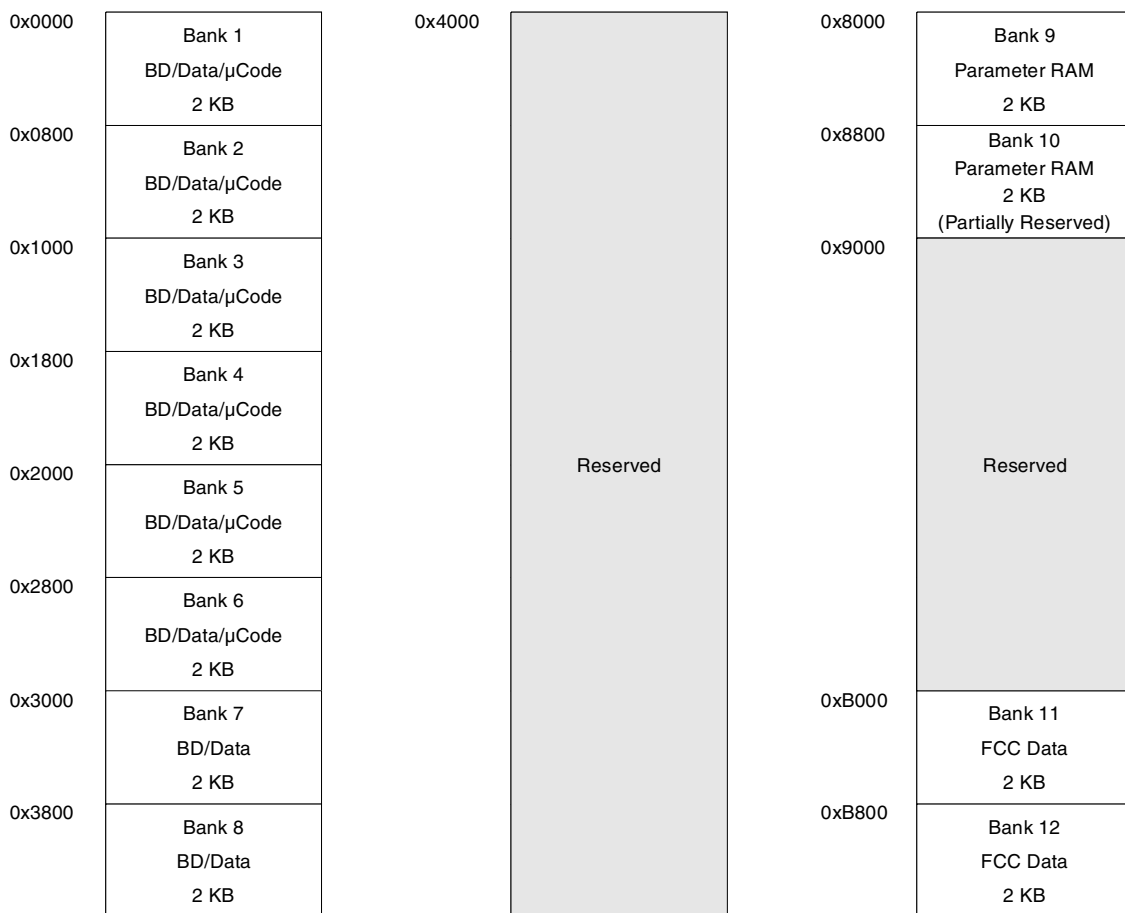 0x0000
Bank 1
BD/Data/µCode
2 KB
0x0800
Bank 2
BD/Data/µCode
2 KB
0x1000
Bank 3
BD/Data/µCode
2 KB
0x1800
Bank 4
BD/Data/µCode
2 KB
0x2000
Bank 5
BD/Data/µCode
2 KB
0x2800
Bank 6
BD/Data/µCode
2 KB
0x3000
Bank 7
BD/Data
2 KB
0x3800
Bank 8
BD/Data
2 KB
0x4000
Reserved
0x8000
Bank 9
Parameter RAM
2 KB
0x8800
Bank 10
Parameter RAM
2 KB
(Partially Reserved)
0x9000
Reserved
0xB000
Bank 11
FCC Data
2 KB
0xB800
Bank 12
FCC Data
2 KB